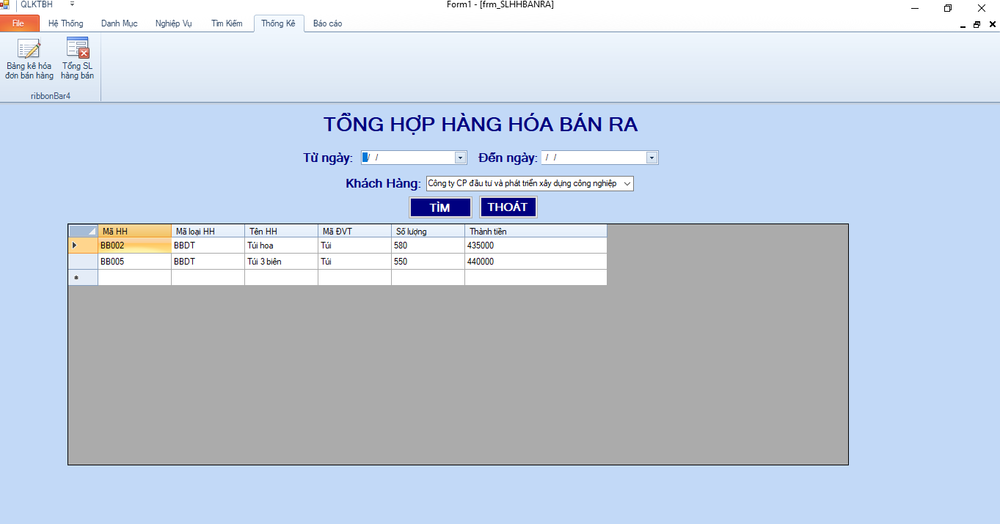 QLKTBH
Form1 - [frm_SLHHBANRA]
File Hệ Thống Danh Mục Nghiệp Vụ Tìm Kiếm Thống Kê Báo cáo
Bảng kê hóa đơn bán hàng
Tổng SL hàng bán
ribbonBar4
TỔNG HỢP HÀNG HÓA BÁN RA
Từ ngày: / / Đến ngày: / /
Khách Hàng: Công ty CP đầu tư và phát triển xây dựng công nghiệp
TÌM THOÁT
Mã HH Mã loại HH Tên HH Mã ĐVT Số lượng Thành tiền
BB002 BBDT Túi hoa Túi 580 435000
BB005 BBDT Túi 3 biên Túi 550 440000